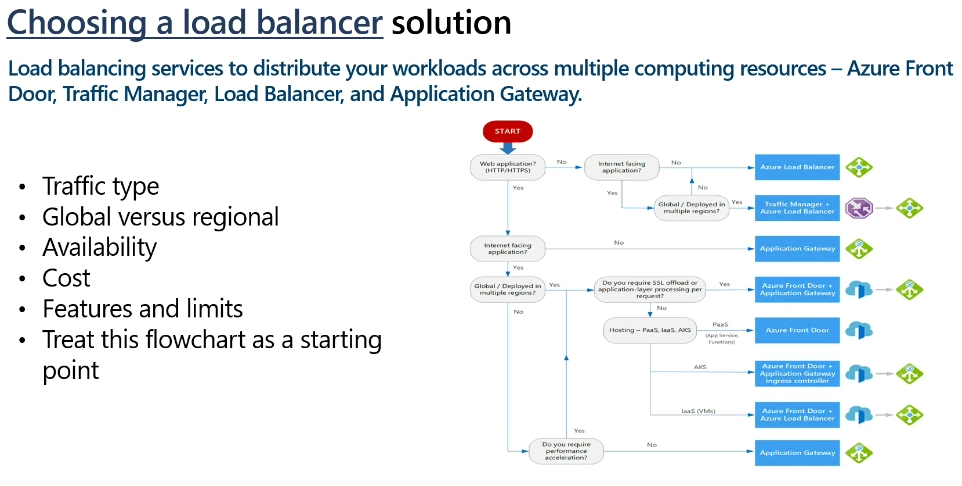 Choosing a load balancer solution
Load balancing services to distribute your workloads across multiple computing resources – Azure Front
Door, Traffic Manager, Load Balancer, and Application Gateway.
• Traffic type
• Global versus regional
• Availability
• Cost
• Features and limits
• Treat this flowchart as a starting
point
START
Web application?
(HTTP/HTTPS)
No
Internet facing
application?
No
Azure Load Balancer
Yes
Yes
No
Global / Deployed in
multiple regions?
Yes
Traffic Manager +
Azure Load Balancer
Internet facing
application?
No
Application Gateway
Yes
Global / Deployed in
multiple regions?
Yes
Do you require SSL offload or
application-layer processing per
request?
Yes
Azure Front Door +
Application Gateway
No
No
Hosting – PaaS, IaaS, AKS
PaaS
(App Service,
Functions)
Azure Front Door
AKS
Azure Front Door +
Application Gateway
ingress controller
IaaS (VMs)
Azure Front Door +
Azure Load Balancer
Yes
Do you require
performance
acceleration?
No
Application Gateway